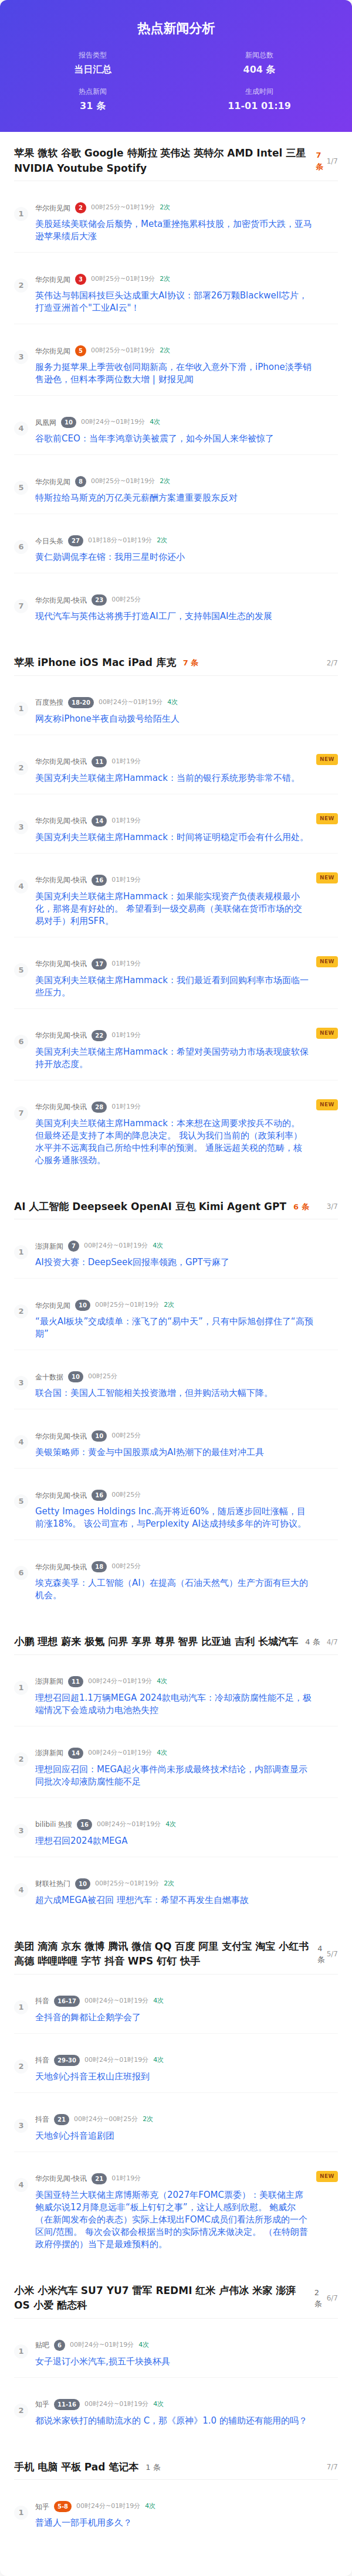 热点新闻分析
报告类型
新闻总数
当日汇总
404 条
热点新闻
生成时间
31 条
11-01 01:19
苹果 微软 谷歌 Google 特斯拉 英伟达 英特尔 AMD Intel 三星 NVIDIA Youtube Spotify
7 条
1/7
1
华尔街见闻 2 00时25分~01时19分 2次
美股延续美联储会后颓势，Meta重挫拖累科技股，加密货币大跌，亚马
逊苹果绩后大涨
2
华尔街见闻 3 00时25分~01时19分 2次
英伟达与韩国科技巨头达成重大AI协议：部署26万颗Blackwell芯片，
打造亚洲首个"工业AI云"！
3
华尔街见闻 5 00时25分~01时19分 2次
服务力挺苹果上季营收创同期新高，在华收入意外下滑，iPhone淡季销
售逊色，但料本季两位数大增 | 财报见闻
4
凤凰网 10 00时24分~01时19分 4次
谷歌前CEO：当年李鸿章访美被震了，如今外国人来华被惊了
5
华尔街见闻 8 00时25分~01时19分 2次
特斯拉给马斯克的万亿美元薪酬方案遭重要股东反对
6
今日头条 27 01时18分~01时19分 2次
黄仁勋调侃李在镕：我用三星时你还小
7
华尔街见闻-快讯 23 00时25分
现代汽车与英伟达将携手打造AI工厂，支持韩国AI生态的发展
苹果 iPhone iOS Mac iPad 库克 7 条 2/7
1
百度热搜 18-20 00时24分~01时19分 4次
网友称iPhone半夜自动拨号给陌生人
2
华尔街见闻-快讯 11 01时19分 NEW
美国克利夫兰联储主席Hammack：当前的银行系统形势非常不错。
3
华尔街见闻-快讯 14 01时19分 NEW
美国克利夫兰联储主席Hammack：时间将证明稳定币会有什么用处。
4
华尔街见闻-快讯 16 01时19分 NEW
美国克利夫兰联储主席Hammack：如果能实现资产负债表规模最小
化，那将是有好处的。 希望看到一级交易商（美联储在货币市场的交
易对手）利用SFR。
5
华尔街见闻-快讯 17 01时19分 NEW
美国克利夫兰联储主席Hammack：我们最近看到回购利率市场面临一
些压力。
6
华尔街见闻-快讯 22 01时19分 NEW
美国克利夫兰联储主席Hammack：希望对美国劳动力市场表现疲软保
持开放态度。
7
华尔街见闻-快讯 28 01时19分 NEW
美国克利夫兰联储主席Hammack：本来想在这周要求按兵不动的。
但最终还是支持了本周的降息决定。 我认为我们当前的（政策利率）
水平并不远离我自己所给中性利率的预测。 通胀远超关税的范畴，核
心服务通胀强劲。
AI 人工智能 Deepseek OpenAI 豆包 Kimi Agent GPT 6 条 3/7
1
澎湃新闻 7 00时24分~01时19分 4次
AI投资大赛：DeepSeek回报率领跑，GPT亏麻了
2
华尔街见闻 10 00时25分~01时19分 2次
“最火AI板块”交成绩单：涨飞了的“易中天”，只有中际旭创撑住了“高预
期”
3
金十数据 10 00时25分
联合国：美国人工智能相关投资激增，但并购活动大幅下降。
4
华尔街见闻-快讯 10 00时25分
美银策略师：黄金与中国股票成为AI热潮下的最佳对冲工具
5
华尔街见闻-快讯 16 00时25分
Getty Images Holdings Inc.高开将近60%，随后逐步回吐涨幅，目
前涨18%。 该公司宣布，与Perplexity AI达成持续多年的许可协议。
6
华尔街见闻-快讯 18 00时25分
埃克森美孚：人工智能（AI）在提高（石油天然气）生产方面有巨大的
机会。
小鹏 理想 蔚来 极氪 问界 享界 尊界 智界 比亚迪 吉利 长城汽车 4 条 4/7
1
澎湃新闻 11 00时24分~01时19分 4次
理想召回超1.1万辆MEGA 2024款电动汽车：冷却液防腐性能不足，极
端情况下会造成动力电池热失控
2
澎湃新闻 14 00时24分~01时19分 4次
理想回应召回：MEGA起火事件尚未形成最终技术结论，内部调查显示
同批次冷却液防腐性能不足
3
bilibili 热搜 16 00时24分~01时19分 4次
理想召回2024款MEGA
4
财联社热门 10 00时25分~01时19分 2次
超六成MEGA被召回 理想汽车：希望不再发生自燃事故
美团 滴滴 京东 微博 腾讯 微信 QQ 百度 阿里 支付宝 淘宝 小红书
高德 哔哩哔哩 字节 抖音 WPS 钉钉 快手
4 条
5/7
1
抖音 16-17 00时24分~01时19分 4次
全抖音的舞都让企鹅学会了
2
抖音 29-30 00时24分~01时19分 4次
天地剑心抖音王权山庄班报到
3
抖音 21 00时24分~00时25分 2次
天地剑心抖音追剧团
4
华尔街见闻-快讯 21 01时19分 NEW
美国亚特兰大联储主席博斯蒂克（2027年FOMC票委）：美联储主席
鲍威尔说12月降息远非“板上钉钉之事”，这让人感到欣慰。 鲍威尔
（在新闻发布会的表态）实际上体现出FOMC成员们看法所形成的一个
区间/范围。 每次会议都会根据当时的实际情况来做决定。 （在特朗普
政府停摆的）当下是最难预料的。
小米 小米汽车 SU7 YU7 雷军 REDMI 红米 卢伟冰 米家 澎湃
OS 小爱 酷态科
2 条
6/7
1
贴吧 6 00时24分~01时19分 4次
女子退订小米汽车,损五千块换杯具
2
知乎 11-16 00时24分~01时19分 4次
都说米家铁打的辅助流水的 C，那《原神》1.0 的辅助还有能用的吗？
手机 电脑 平板 Pad 笔记本 1 条 7/7
1
知乎 5-8 00时24分~01时19分 4次
普通人一部手机用多久？